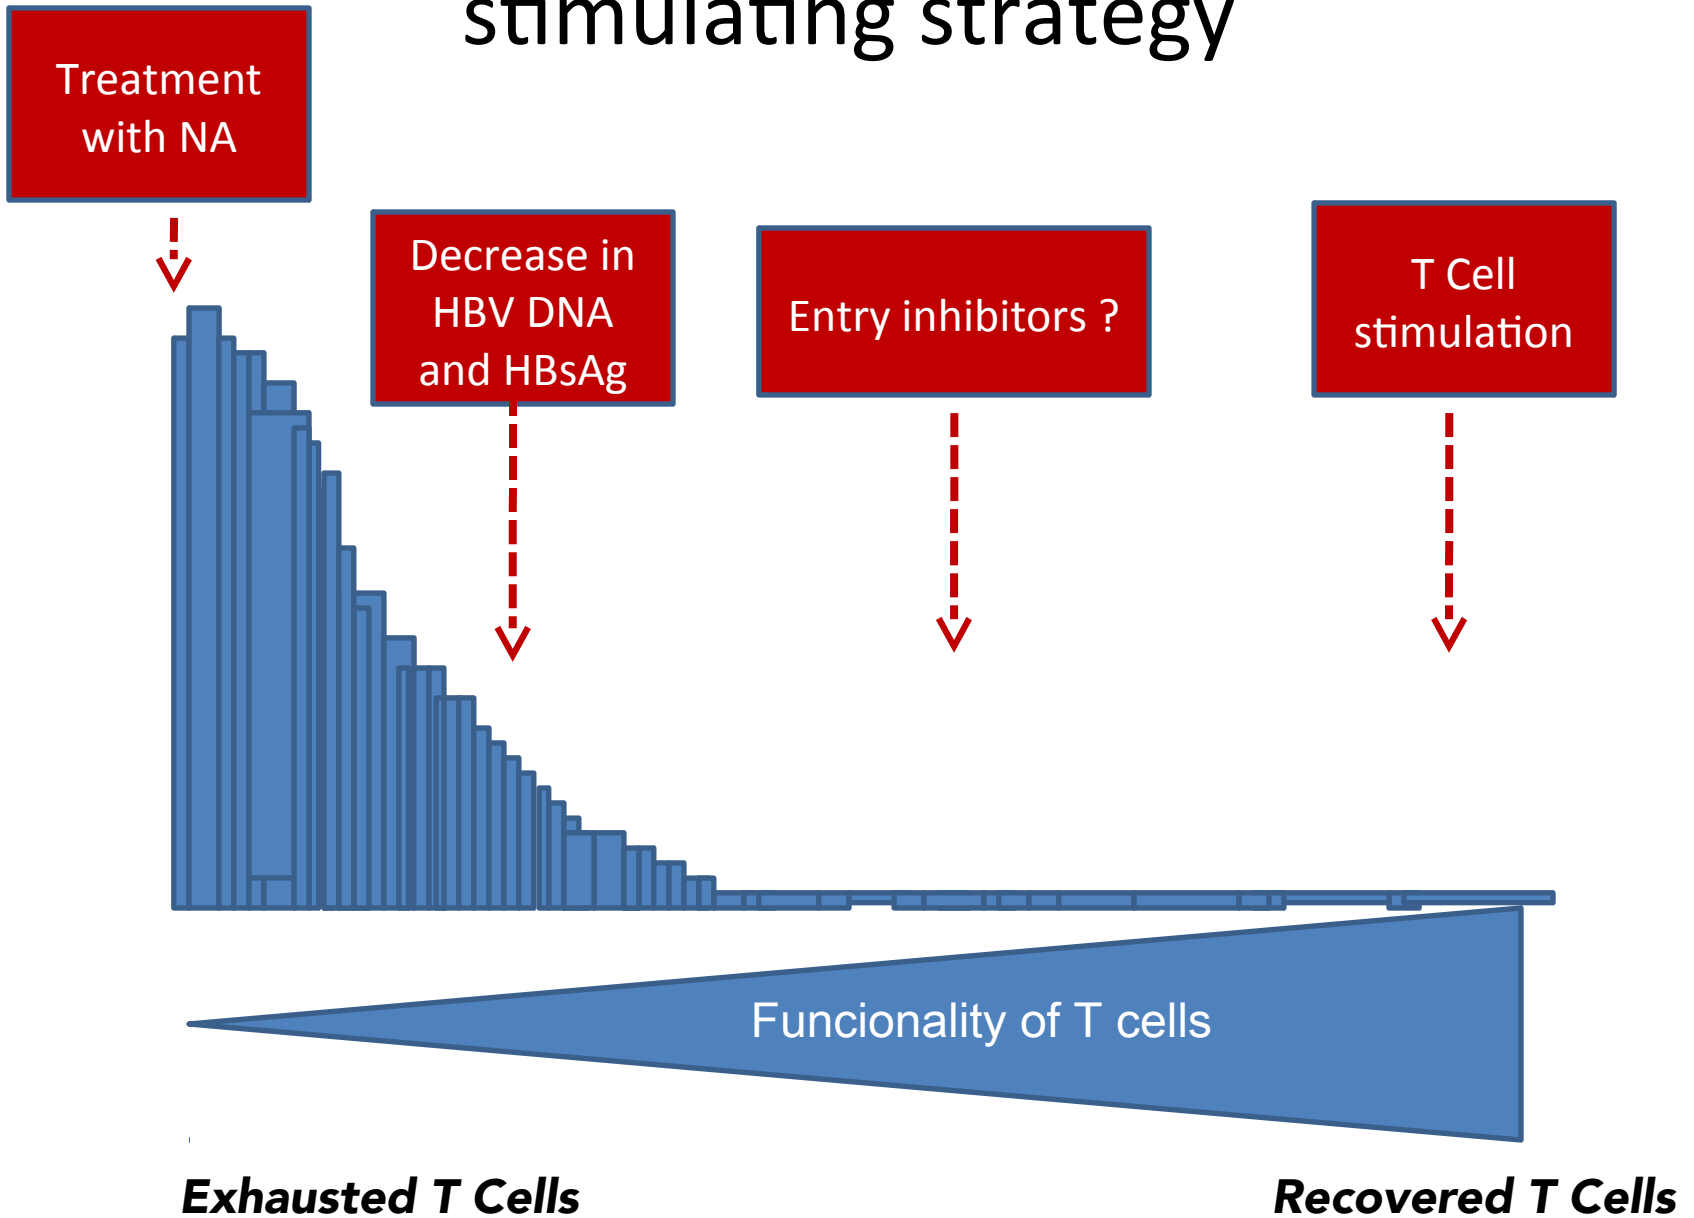 stimulating strategy
Treatment
with NA
Decrease in
HBV DNA
and HBsAg
Entry inhibitors ?
T Cell
stimulation
Funcionality of T cells
Exhausted T Cells
Recovered T Cells